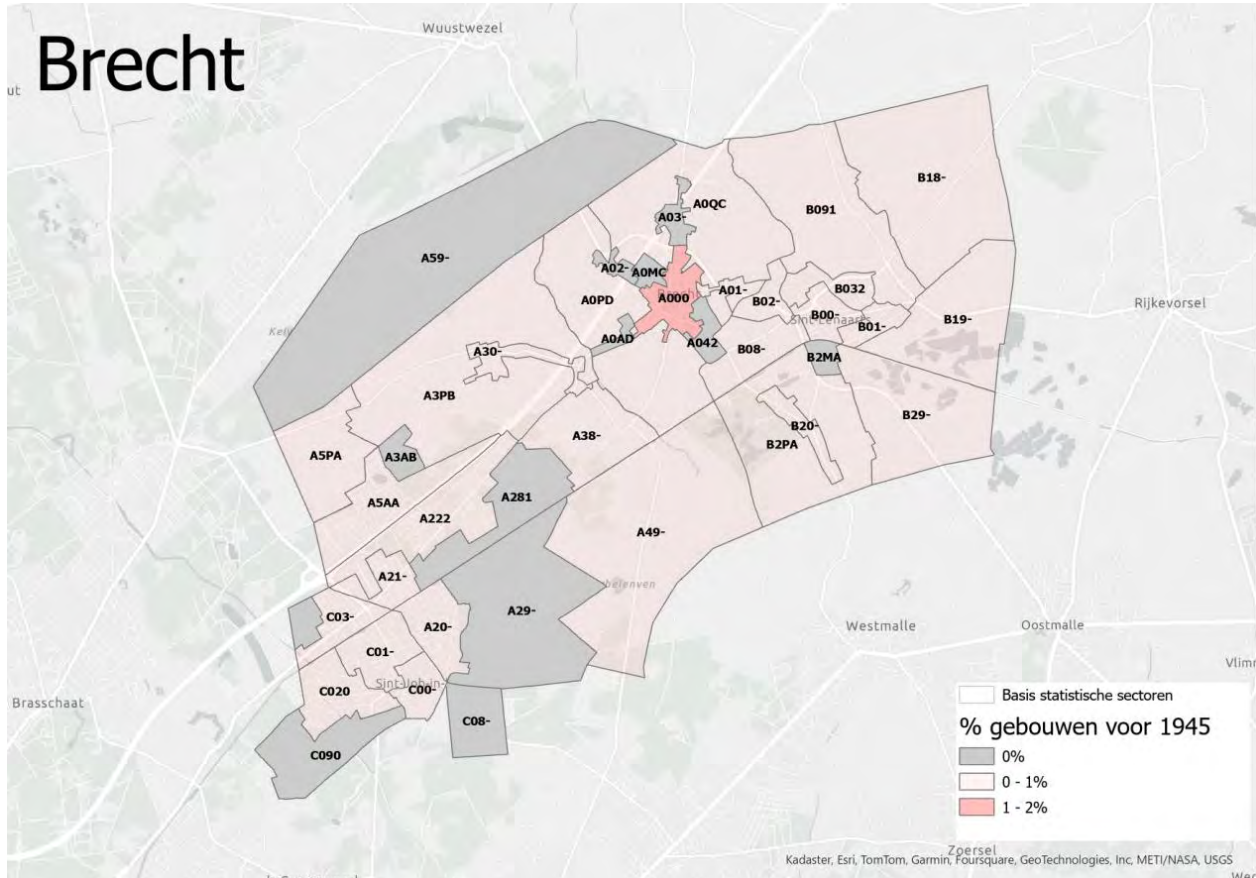 Brecht
Wuustwezel
B18-
A0QC
B091
A03-
A59-
A02-
A0MC
B032
A01-
A000
B02-
A0PD
Rijkevorsel
B00-
Sint-Lenaarts
B01-
B19-
A0AD
A042
B08-
A30-
B2MA
A3PB
B29-
B20-
A38-
B2PA
A5PA
A3AB
A281
A5AA
A222
A49-
A21-
A29-
C03-
A20-
Westmalle
Oostmalle
C01-
Sint-Job-in-
C00-
C020
Brasschaat
C08-
C090
Basis statistische sectoren
% gebouwen voor 1945
0%
0 - 1%
1 - 2%
Zoersel
Kadaster, Esri, TomTom, Garmin, Foursquare, GeoTechnologies, Inc, METI/NASA, USGS